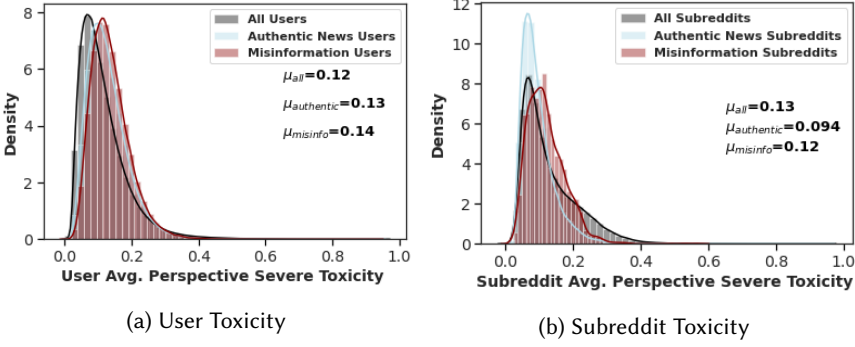 All Users
Authentic News Users
Misinformation Users
μall=0.12
μauthentic=0.13
μmisinfo=0.14
Density
8
6
4
2
0
0.0 0.2 0.4 0.6 0.8 1.0
User Avg. Perspective Severe Toxicity
(a) User Toxicity
All Subreddits
Authentic News Subreddits
Misinformation Subreddits
μall=0.13
μauthentic=0.094
μmisinfo=0.12
Density
12
10
8
6
4
2
0
0.0 0.2 0.4 0.6 0.8 1.0
Subreddit Avg. Perspective Severe Toxicity
(b) Subreddit Toxicity